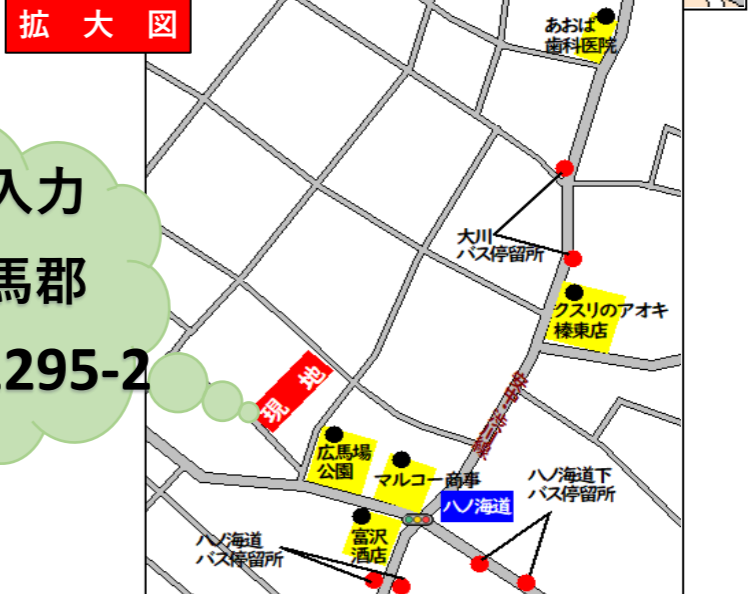 拡大図
入力
馬郡
295-2
あおば
歯科医院
大川
バス停留所
クスリのアオキ
榛東店
現地
広馬場
公園
マルコー商事
八ノ海道
八ノ海道下
バス停留所
富沢
酒店
八ノ海道
バス停留所